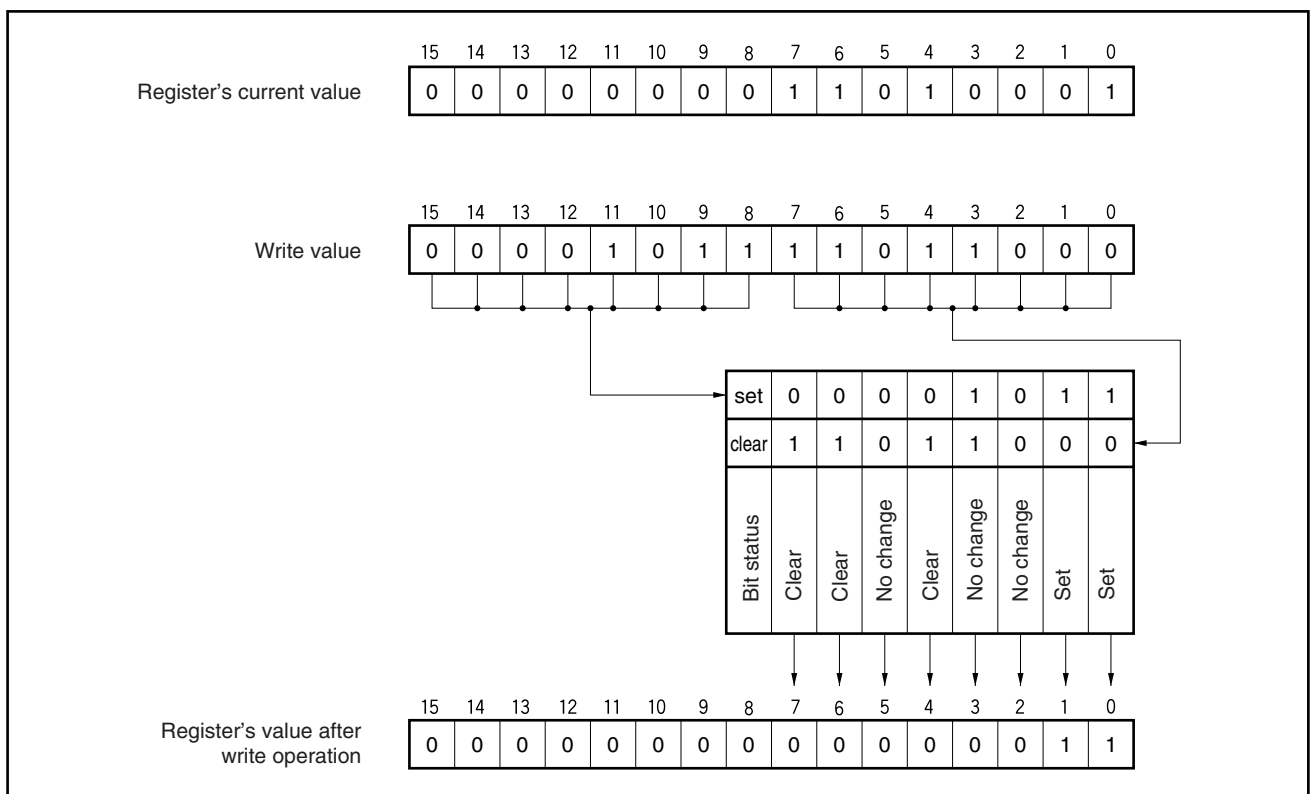 15 14 13 12 11 10 9 8 7 6 5 4 3 2 1 0
Register's current value 0 0 0 0 0 0 0 0 1 1 0 1 0 0 0 1
15 14 13 12 11 10 9 8 7 6 5 4 3 2 1 0
Write value 0 0 0 0 1 0 1 1 1 1 0 1 1 0 0 0
set 0 0 0 0 1 0 1 1
clear 1 1 0 1 1 0 0 0
Bit status Clear Clear No change Clear No change No change Set Set
15 14 13 12 11 10 9 8 7 6 5 4 3 2 1 0
Register's value after
write operation 0 0 0 0 0 0 0 0 0 0 0 0 0 0 1 1